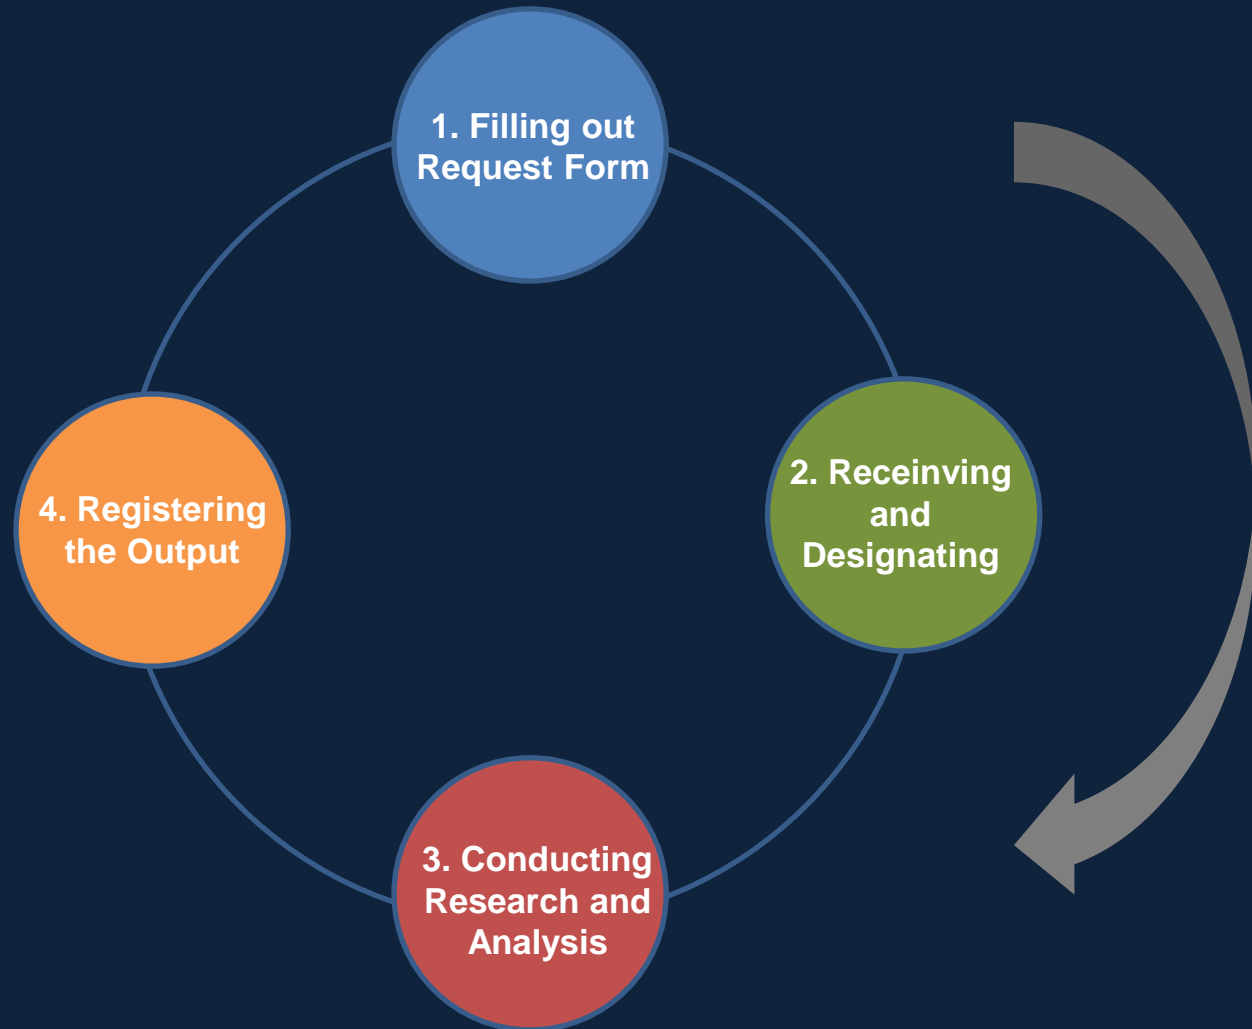 1. Filling out
Request Form
2. Receinving
and
Designating
3. Conducting
Research and
Analysis
4. Registering
the Output